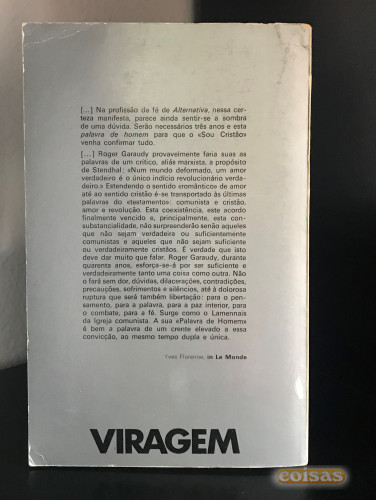 [...] Na profissão de fé de Alternativa, nessa cer-
teza manifesta, parece ainda sentir-se a sombra
de uma dúvida. Serão necessários três anos e esta
palavra de homem para que o «Sou Cristão»
venha confirmar tudo.
[...] Roger Garaudy provavelmente faria suas as
palavras de um crítico, aliás marxista, a propósito
de Stendhal: «Num mundo deformado, um amor
verdadeiro é o único indício revolucionário verda-
deiro.» Estendendo o sentido «romântico» de amor
até ao sentido cristão é-se transportado às últimas
palavras do «testamento»: comunista e cristão,
amor e revolução. Esta coexistência, este acordo
finalmente vencido e, principalmente, esta con-
substancialidade, não surpreenderão senão aqueles
que não sejam verdadeira ou suficientemente
comunistas e aqueles que não sejam suficiente
ou verdadeiramente cristãos. É verdade que isto
deve dar muito que falar. Roger Garaudy, durante
quarenta anos, esforça-se-á por ser suficiente e
verdadeiramente tanto uma coisa como outra. Não
o fará sem dor, dúvidas, dilacerações, contradições,
precauções, sofrimentos e silêncios, até à dolorosa
ruptura que será também libertação: para o pen-
samento, para a palavra, para a paz interior, para
o combate, para a fé. Surge como o Lamennais
da Igreja comunista. A sua «Palavra de Homem»
é bem a palavra de um crente elevado a essa
convicção, ao mesmo tempo dupla e única.
Yves Florenne, in Le Monde
VIRAGEM
coisas